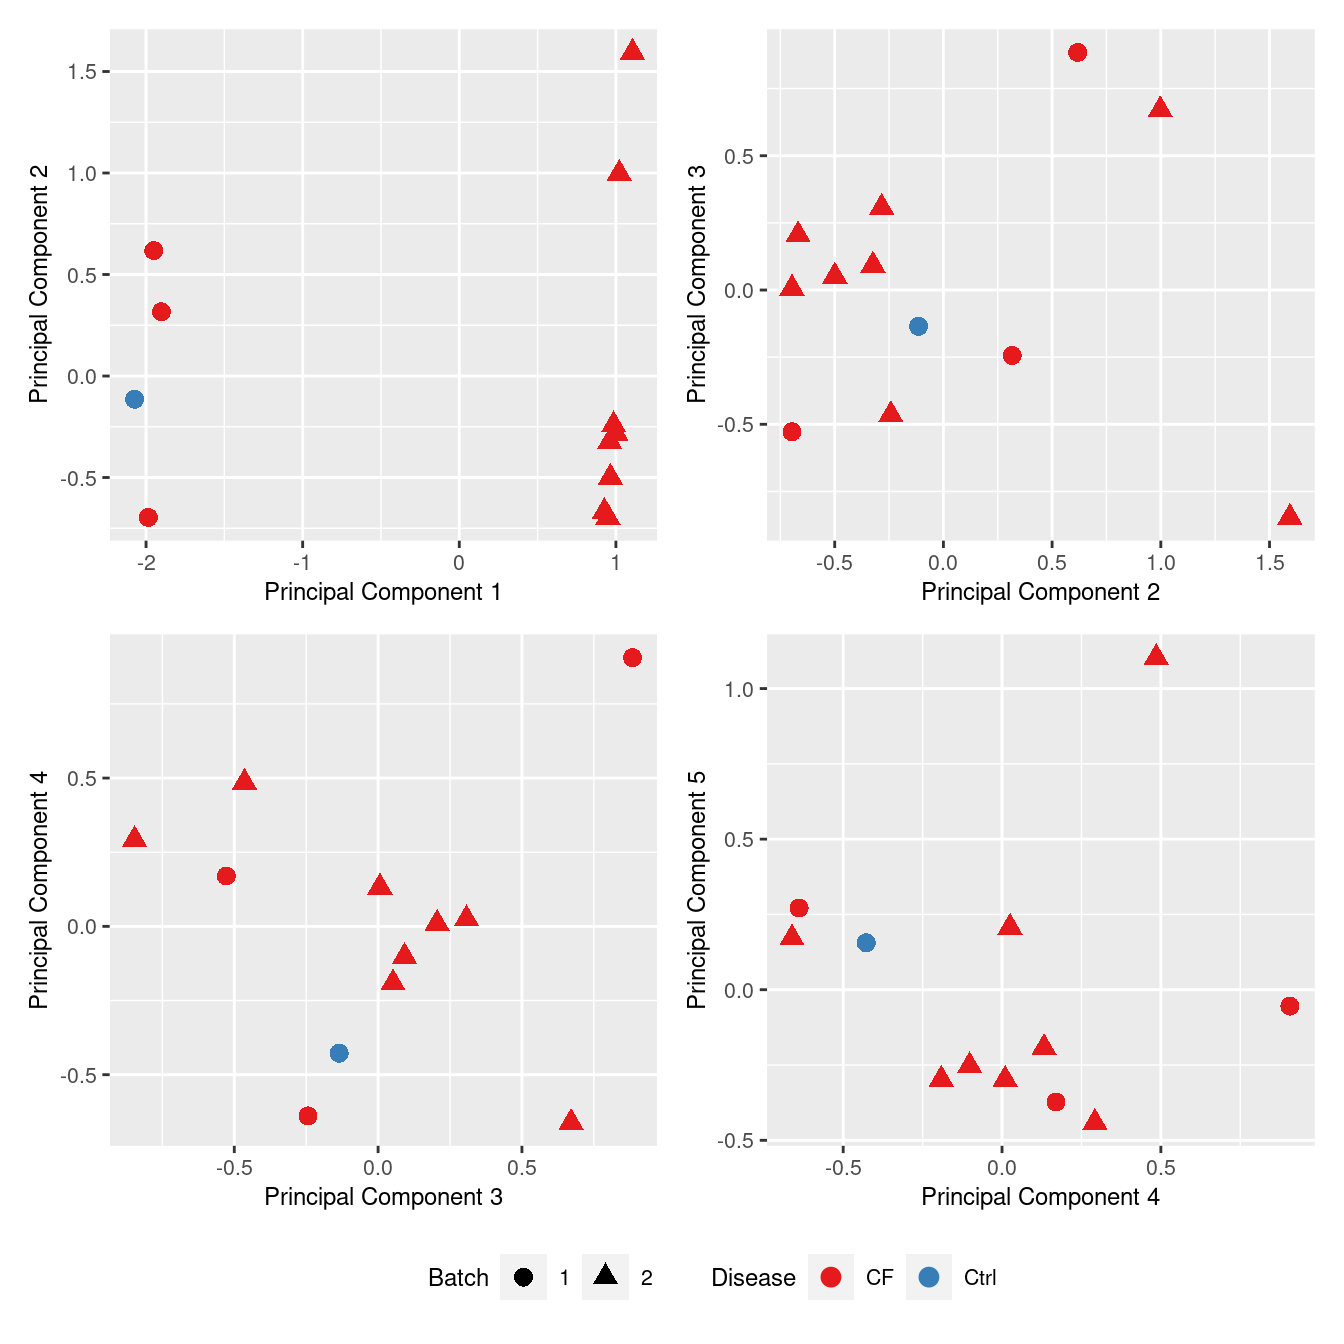 1.5
1.0
0.5
0.0
-0.5
Principal Component 2
-2 -1 0 1
Principal Component 1
0.5
0.0
-0.5
Principal Component 3
-0.5 0.0 0.5 1.0 1.5
Principal Component 2
0.5
0.0
-0.5
Principal Component 4
-0.5 0.0 0.5
Principal Component 3
1.0
0.5
0.0
-0.5
Principal Component 5
-0.5 0.0 0.5
Principal Component 4
Batch 1 2 Disease CF Ctrl